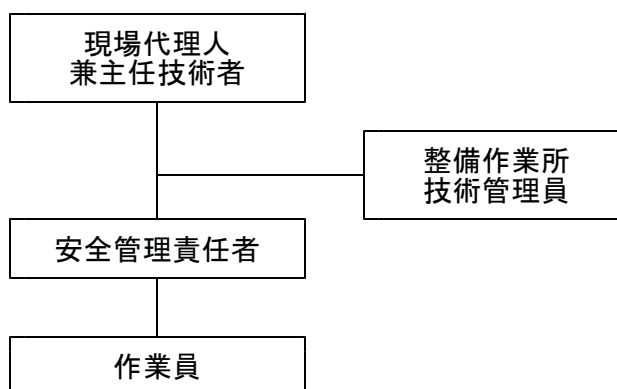 現場代理人
兼主任技術者
整備作業所
技術管理員
安全管理責任者
作業員